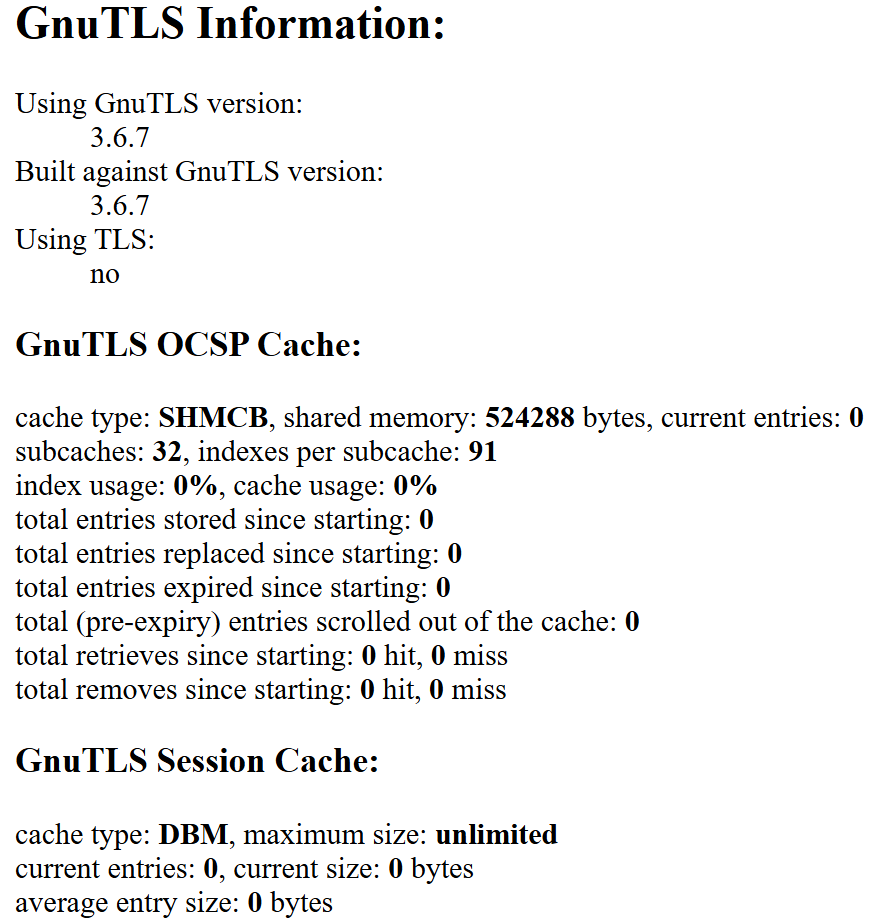 GnuTLS Information:
Using GnuTLS version:
3.6.7
Built against GnuTLS version:
3.6.7
Using TLS:
no
GnuTLS OCSP Cache:
cache type: SHMCB, shared memory: 524288 bytes, current entries: 0
subcaches: 32, indexes per subcache: 91
index usage: 0%, cache usage: 0%
total entries stored since starting: 0
total entries replaced since starting: 0
total entries expired since starting: 0
total (pre-expiry) entries scrolled out of the cache: 0
total retrieves since starting: 0 hit, 0 miss
total removes since starting: 0 hit, 0 miss
GnuTLS Session Cache:
cache type: DBM, maximum size: unlimited
current entries: 0, current size: 0 bytes
average entry size: 0 bytes